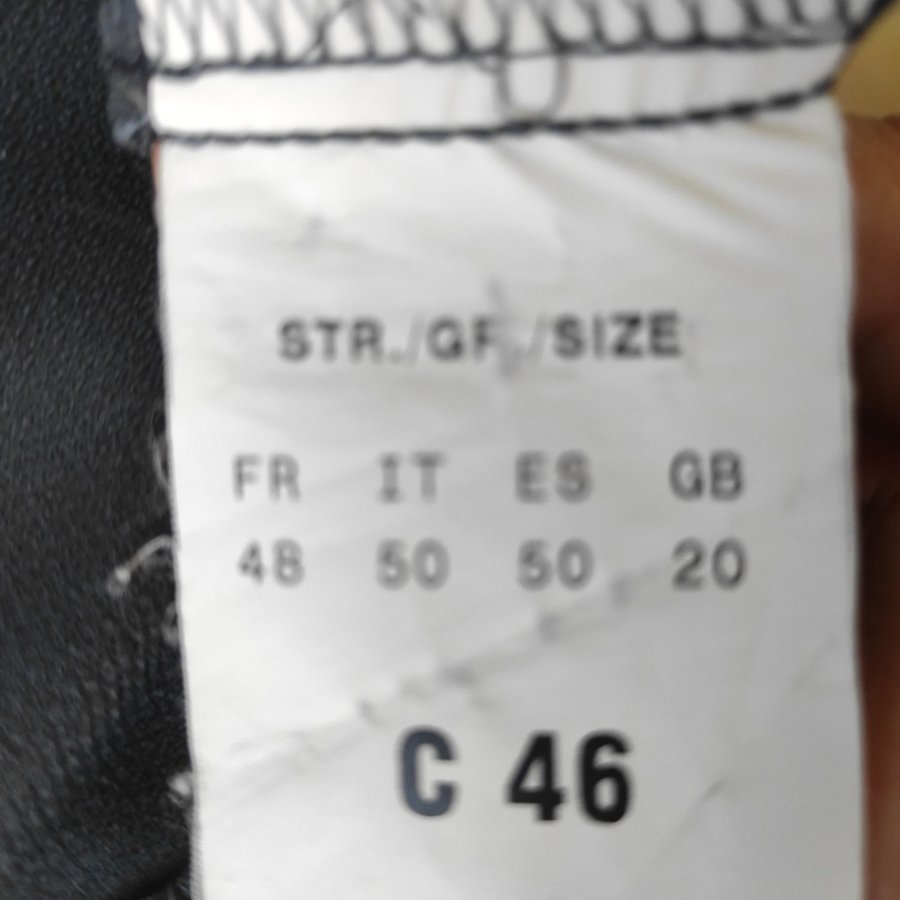 STR./GR./SIZE
FR IT ES GB
48 50 50 20
C 46